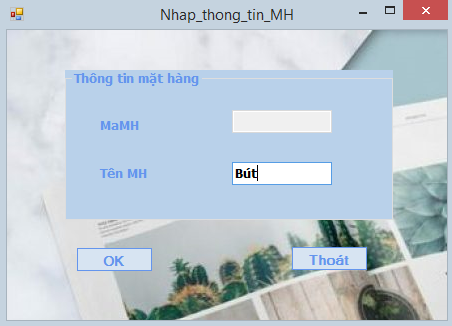 Nhap_thong_tin_MH
Thông tin mặt hàng
MaMH
Tên MH
Bút
OK
Thoát